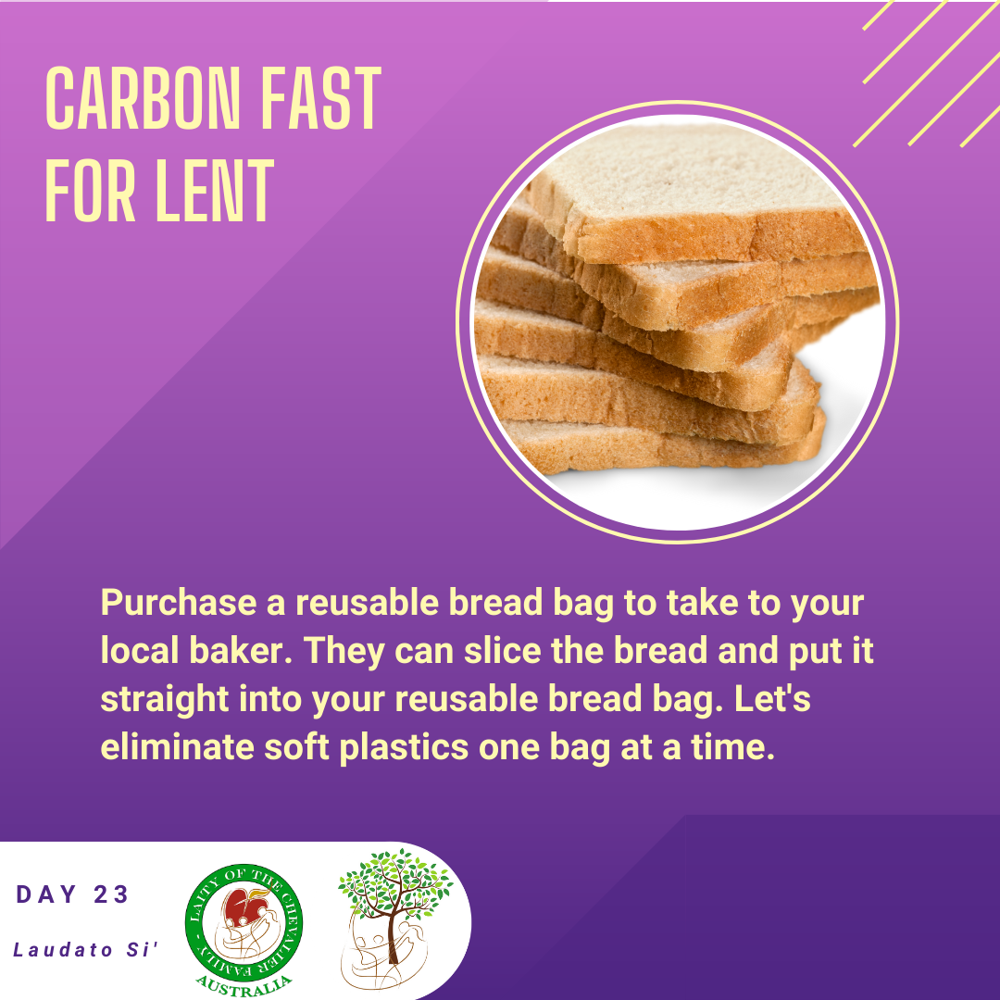 CARBON FAST
FOR LENT
Purchase a reusable bread bag to take to your
local baker. They can slice the bread and put it
straight into your reusable bread bag. Let's
eliminate soft plastics one bag at a time.
DAY 23
Laudato Si'
LAITY OF THE CHEVALIER FAMILY -
AUSTRALIA